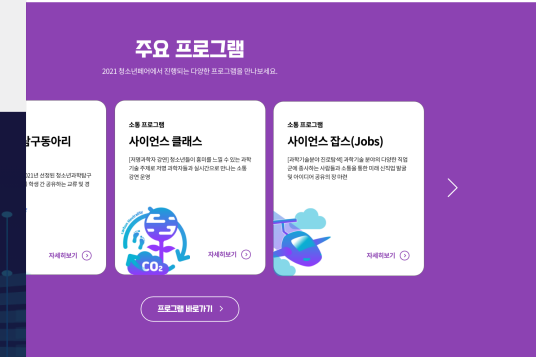 주요 프로그램
2021 청소년페어에서 진행되는 다양한 프로그램을 만나보세요.
탐구동아리
2021년 선정된 청소년과학탐구
학생 간 공유하는 교류 및 경
자세히보기
소통 프로그램
사이언스 클래스
[저명과학자 강연] 청소년들이 흥미를 느낄 수 있는 과학
기술 주제로 저명 과학자들과 실시간으로 만나는 소통
강연 운영
CO₂
자세히보기
소통 프로그램
사이언스 잡스(Jobs)
[과학기술분야 진로탐색] 과학기술 분야의 다양한 직업
군에 종사하는 사람들과 소통을 통한 미래 신직업 발굴
및 아이디어 공유의 장 마련
자세히보기
프로그램 바로가기